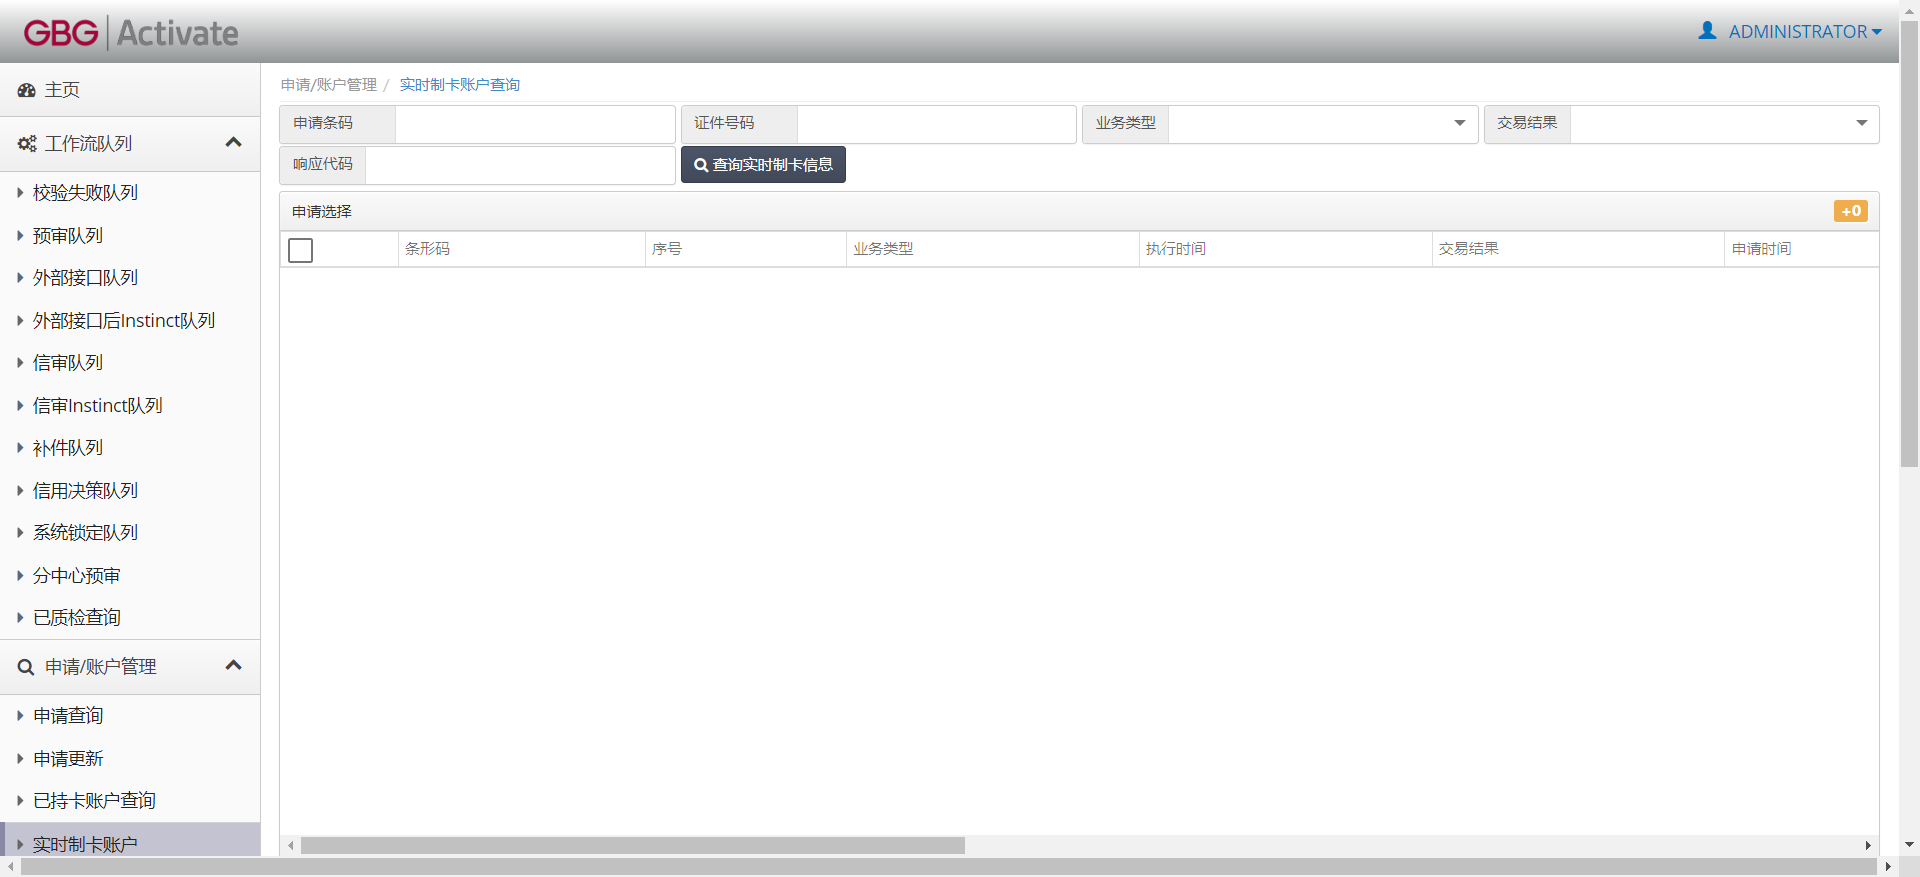 GBG Activate
ADMINISTRATOR
主页
工作流队列
校验失败队列
预审队列
外部接口队列
外部接口后Instinct队列
信审队列
信审Instinct队列
补件队列
信用决策队列
系统锁定队列
分中心预审
已质检查询
申请/账户管理
申请查询
申请更新
已持卡账户查询
实时制卡账户
申请/账户管理 / 实时制卡账户查询
申请条码
证件号码
业务类型
交易结果
响应代码
查询实时制卡信息
申请选择
+0
条形码
序号
业务类型
执行时间
交易结果
申请时间